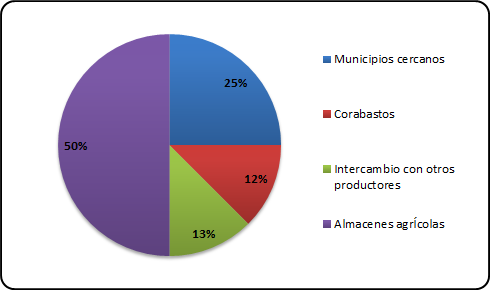 25%
12%
13%
50%
Municipios cercanos
Corabastos
Intercambio con otros
productores
Almacenes agrícolas